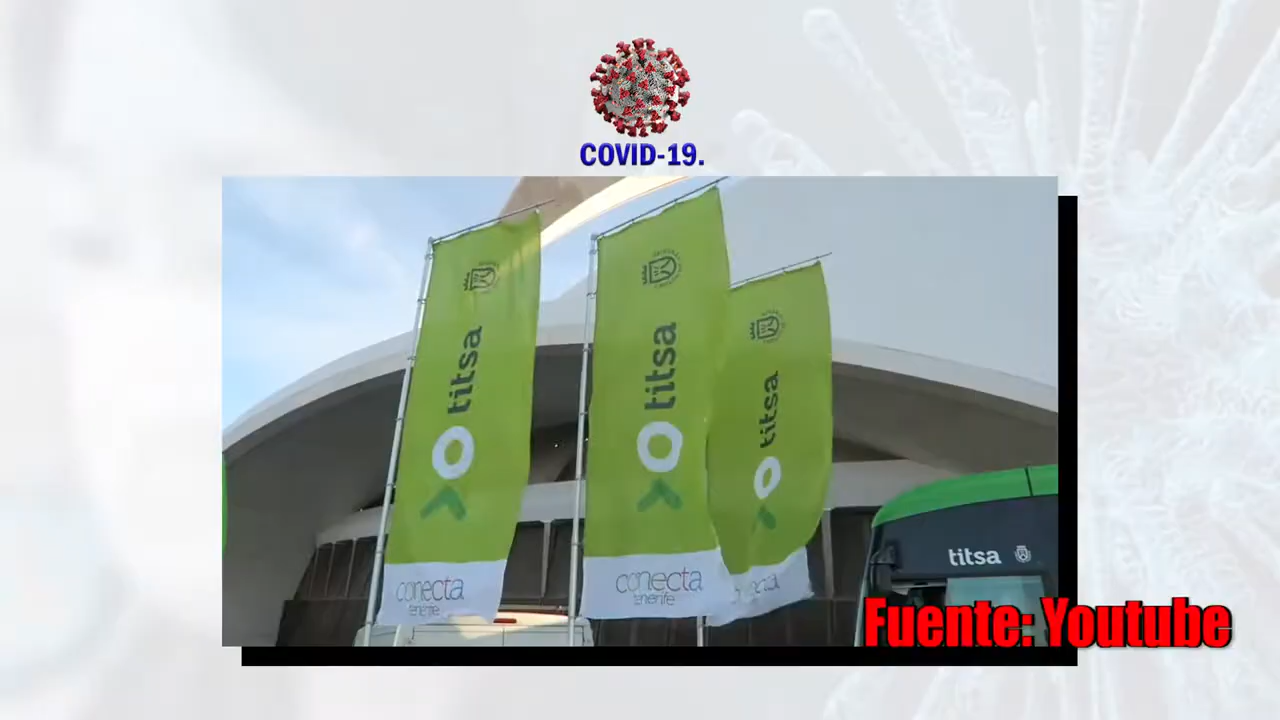 COVID-19.
titsa
conecta
tenerife
titsa
conecta
tenerife
titsa
titsa
Fuente: Youtube